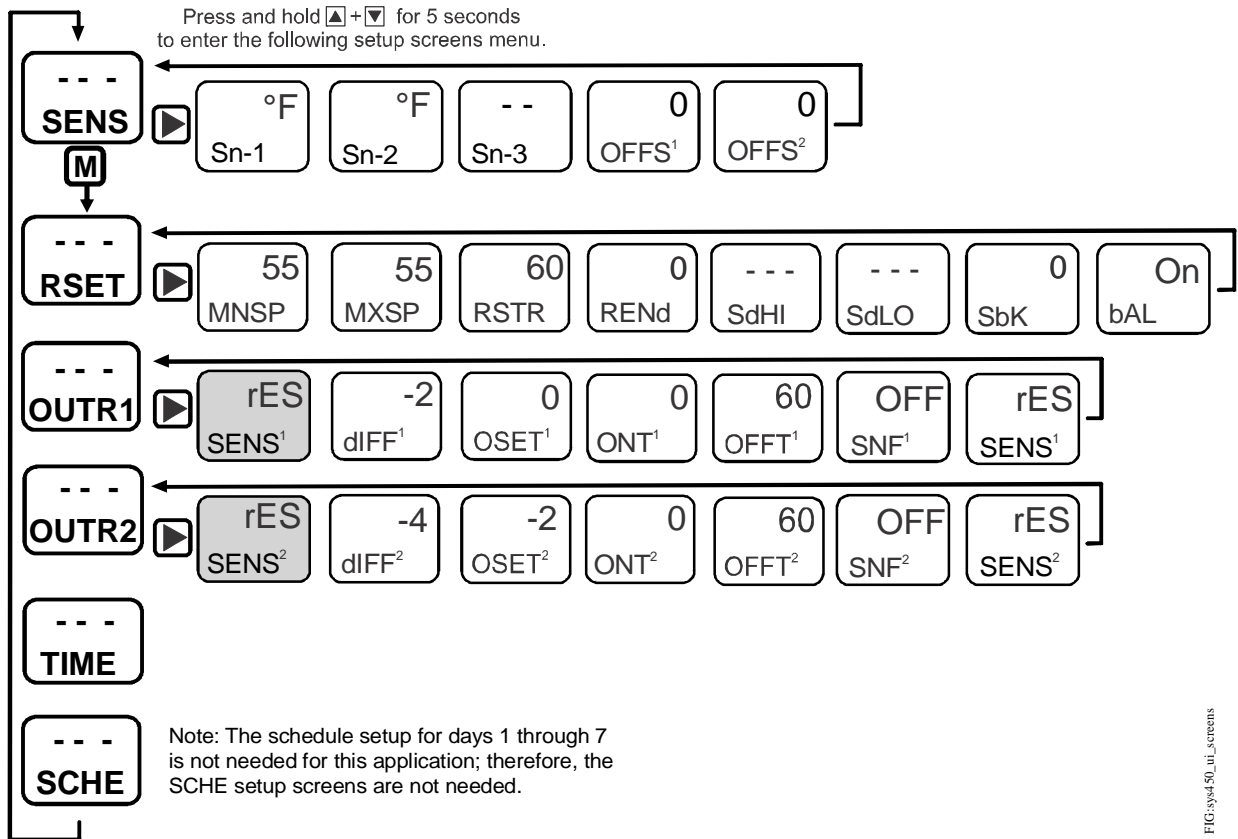 Press and hold ▲+▼ for 5 seconds
to enter the following setup screens menu.
- - -
SENS
°F
Sn-1
°F
Sn-2
- -
Sn-3
0
OFFS¹
0
OFFS²
M
- - -
RSET
55
MNSP
55
MXSP
60
RSTR
0
RENd
- - -
SdHI
- - -
SdLO
0
SbK
On
bAL
- - -
OUTR1
rES
SENS¹
-2
dIFF¹
0
OSET¹
0
ONT¹
60
OFFT¹
OFF
SNF¹
rES
SENS¹
- - -
OUTR2
rES
SENS²
-4
dIFF²
-2
OSET²
0
ONT²
60
OFFT²
OFF
SNF²
rES
SENS²
- - -
TIME
- - -
SCHE
Note: The schedule setup for days 1 through 7
is not needed for this application; therefore, the
SCHE setup screens are not needed.
FIG:sys450_ui_screens